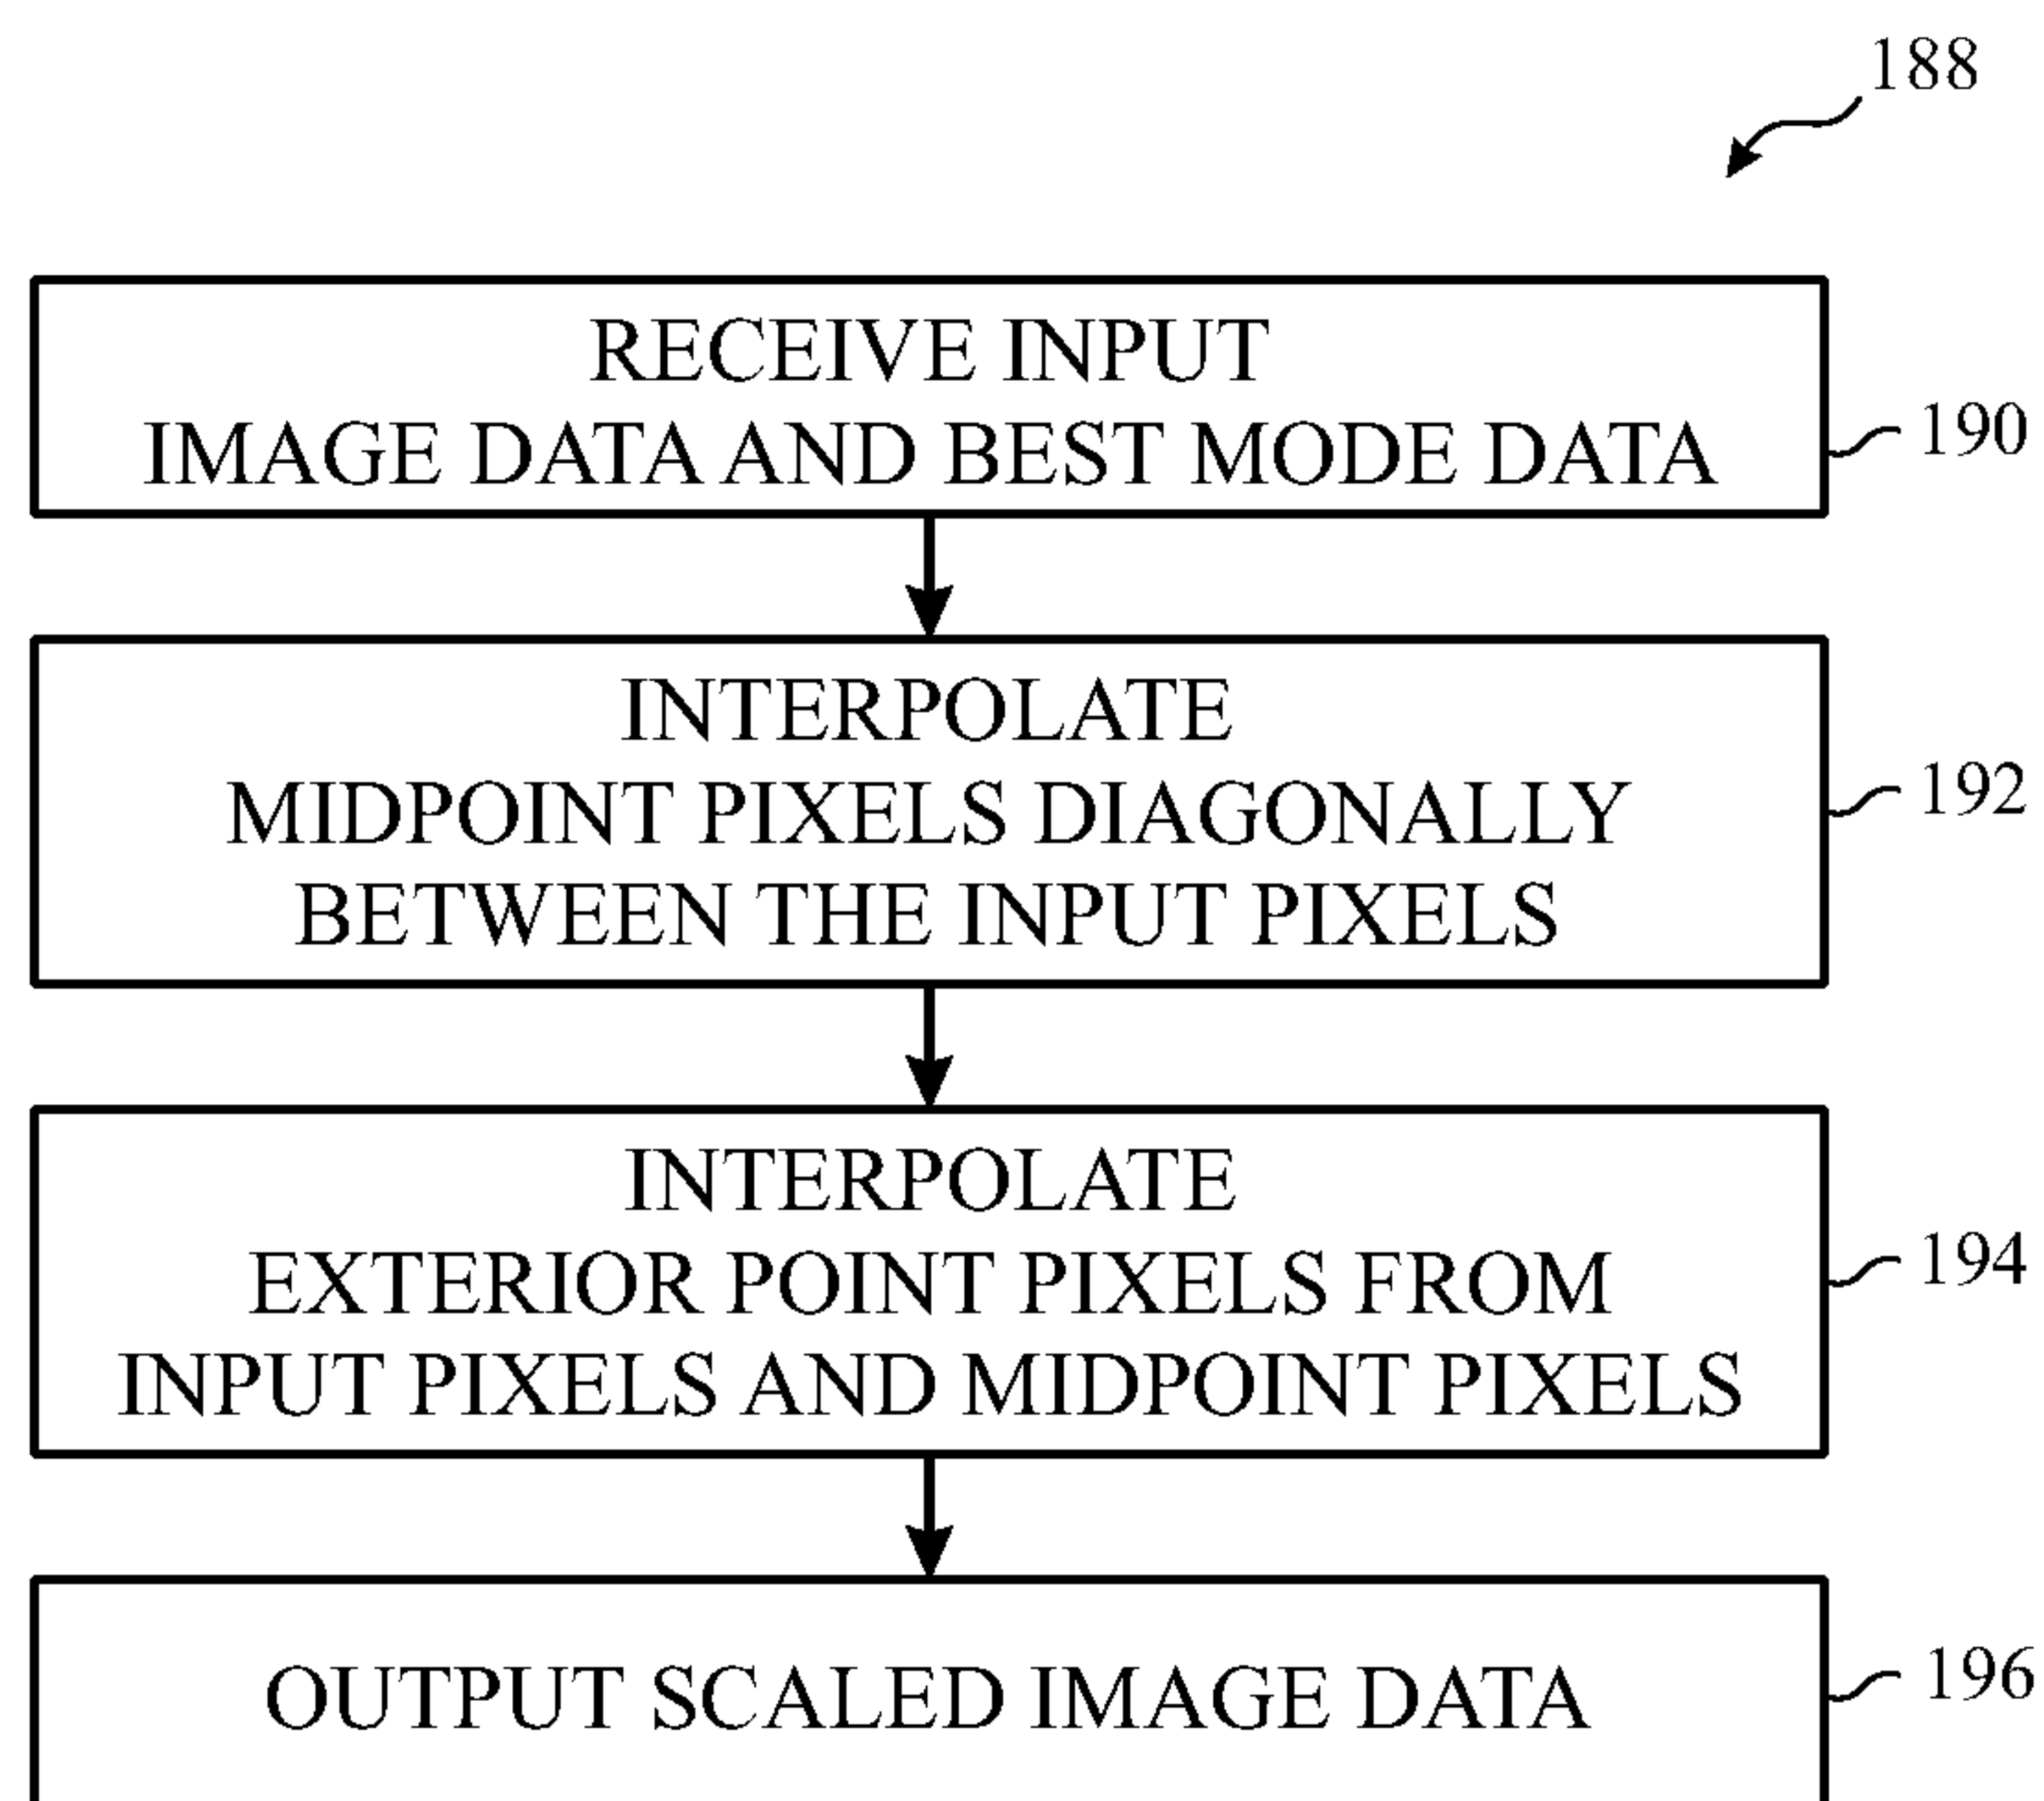 188
RECEIVE INPUT
IMAGE DATA AND BEST MODE DATA
190
INTERPOLATE
MIDPOINT PIXELS DIAGONALLY
BETWEEN THE INPUT PIXELS
192
INTERPOLATE
EXTERIOR POINT PIXELS FROM
INPUT PIXELS AND MIDPOINT PIXELS
194
OUTPUT SCALED IMAGE DATA
196